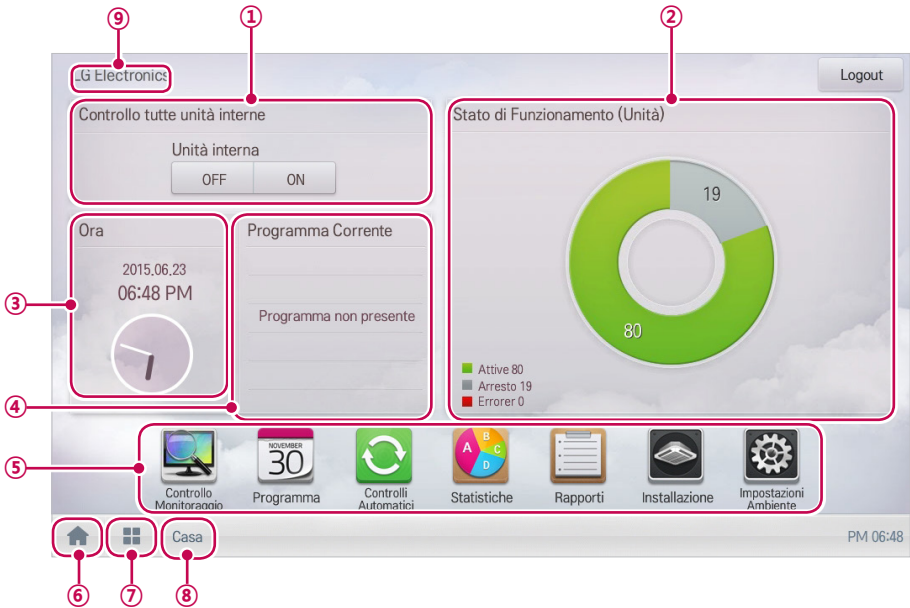 ⑨ ① ②
LG Electronics
Logout
Controllo tutte unità interne
Unità interna
OFF ON
Stato di Funzionamento (Unità)
19
80
Attive 80
Arresto 19
Errorer 0
③
Ora
2015.06.23
06:48 PM
④
Programma Corrente
Programma non presente
⑤
Controllo
Monitoraggio
NOVEMBER
30
Programma
Controlli
Automatici
A B C D
Statistiche
Rapporti
Installazione
Impostazioni
Ambiente
Casa
PM 06:48
⑥ ⑦ ⑧